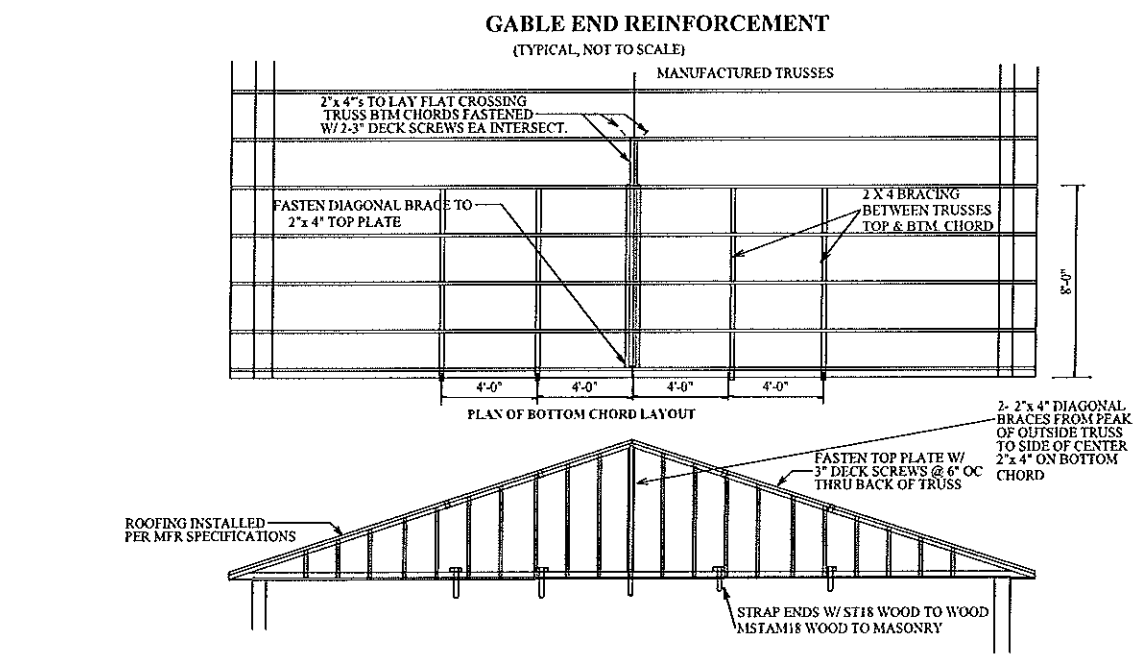 GABLE END REINFORCEMENT
(TYPICAL, NOT TO SCALE)
MANUFACTURED TRUSSES
2"x 4"'s TO LAY FLAT CROSSING
TRUSS BTM CHORDS FASTENED
W/ 2-3" DECK SCREWS EA INTERSECT.
FASTEN DIAGONAL BRACE TO
2"x 4" TOP PLATE
2 X 4 BRACING
BETWEEN TRUSSES
TOP & BTM. CHORD
8'-0"
4'-0"
4'-0"
4'-0"
4'-0"
PLAN OF BOTTOM CHORD LAYOUT
2- 2"x 4" DIAGONAL
BRACES FROM PEAK
OF OUTSIDE TRUSS
TO SIDE OF CENTER
2"x 4" ON BOTTOM
CHORD
FASTEN TOP PLATE W/
3" DECK SCREWS @ 6" OC
THRU BACK OF TRUSS
ROOFING INSTALLED
PER MFR SPECIFICATIONS
STRAP ENDS W/ ST18 WOOD TO WOOD
MSTAM18 WOOD TO MASONRY